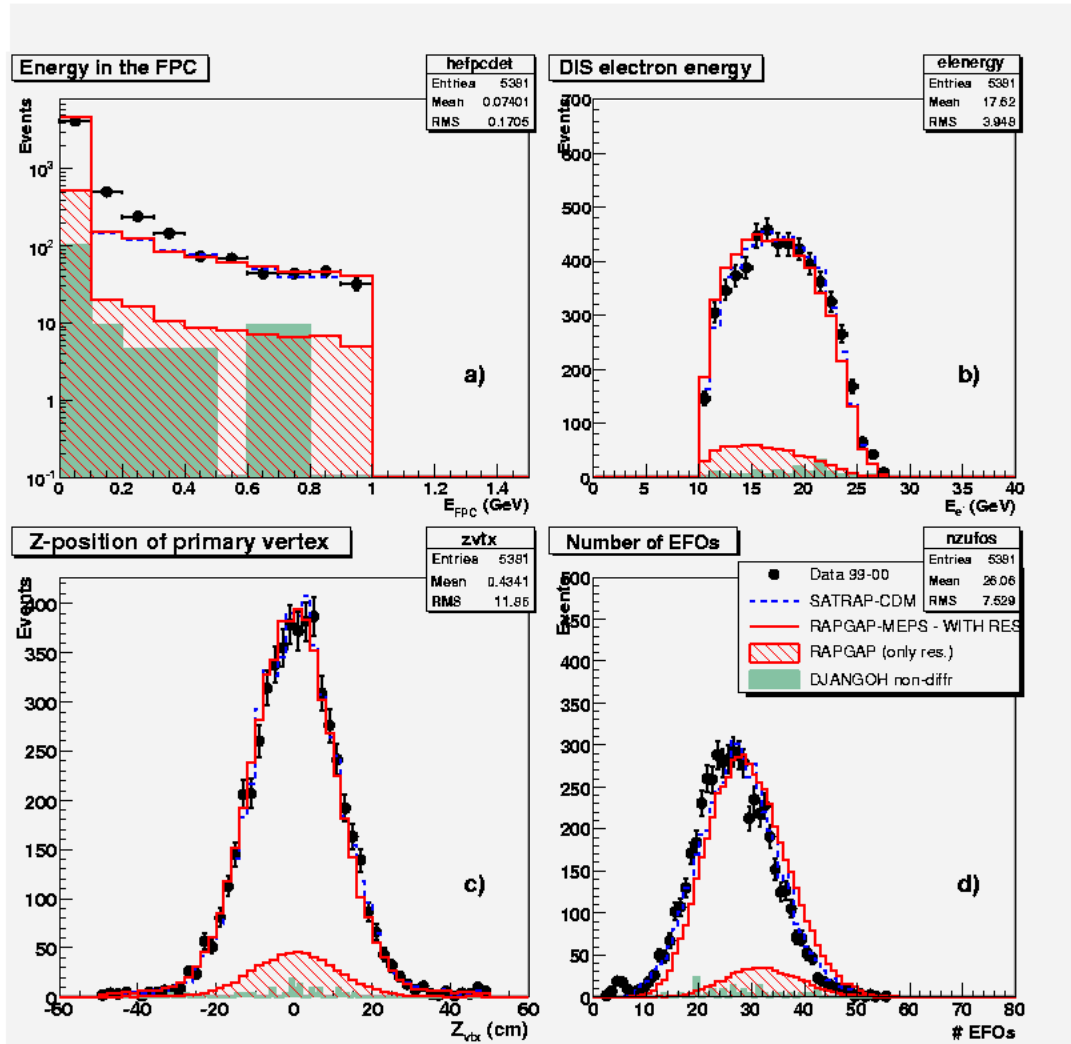 Energy in the FPC
hefpcdet
Entries 5381
Mean 0.07401
RMS 0.1705
Events
10³
10²
10
1
10⁻¹
0 0.2 0.4 0.6 0.8 1 1.2 1.4
E_FPC (GeV)
a)
DIS electron energy
elenergy
Entries 5381
Mean 17.62
RMS 3.948
Events
700
600
500
400
300
200
100
0
0 5 10 15 20 25 30 35 40
E_e' (GeV)
b)
Z-position of primary vertex
zvtx
Entries 5381
Mean 0.4341
RMS 11.86
Events
400
350
300
250
200
150
100
50
0
-60 -40 -20 0 20 40 60
Z_vtx (cm)
c)
Number of EFOs
nzufos
Entries 5381
Mean 26.06
RMS 7.529
Data 99-00
SATRAP-CDM
RAPGAP-MEPS - WITH RES
RAPGAP (only res.)
DJANGOH non-diffr
Events
500
450
400
350
300
250
200
150
100
50
0
0 10 20 30 40 50 60 70 80
# EFOs
d)